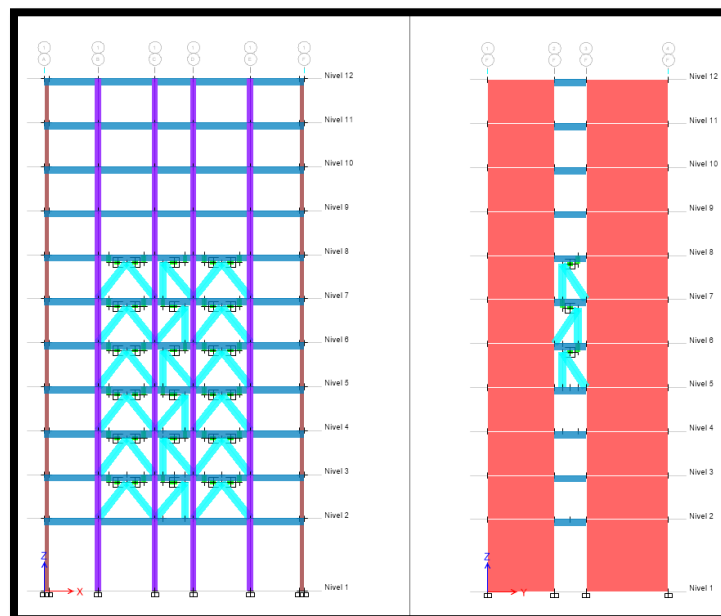 Nivel 12
Nivel 11
Nivel 10
Nivel 9
Nivel 8
Nivel 7
Nivel 6
Nivel 5
Nivel 4
Nivel 3
Nivel 2
Nivel 1
Z
X
Nivel 12
Nivel 11
Nivel 10
Nivel 9
Nivel 8
Nivel 7
Nivel 6
Nivel 5
Nivel 4
Nivel 3
Nivel 2
Nivel 1
Z
Y